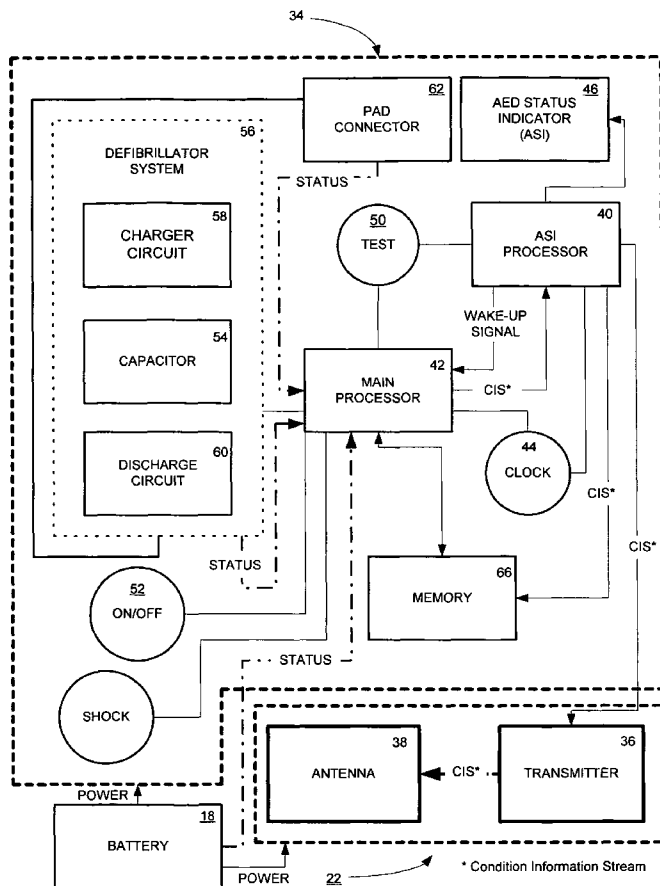 34
62
PAD
CONNECTOR
46
AED STATUS
INDICATOR
(ASI)
56
DEFIBRILLATOR
SYSTEM
STATUS
50
TEST
40
ASI
PROCESSOR
58
CHARGER
CIRCUIT
WAKE-UP
SIGNAL
54
CAPACITOR
42
MAIN
PROCESSOR
CIS*
44
CLOCK
60
DISCHARGE
CIRCUIT
CIS*
CIS*
STATUS
66
MEMORY
52
ON/OFF
STATUS
SHOCK
38
ANTENNA
CIS*
36
TRANSMITTER
POWER
18
BATTERY
POWER
22
* Condition Information Stream